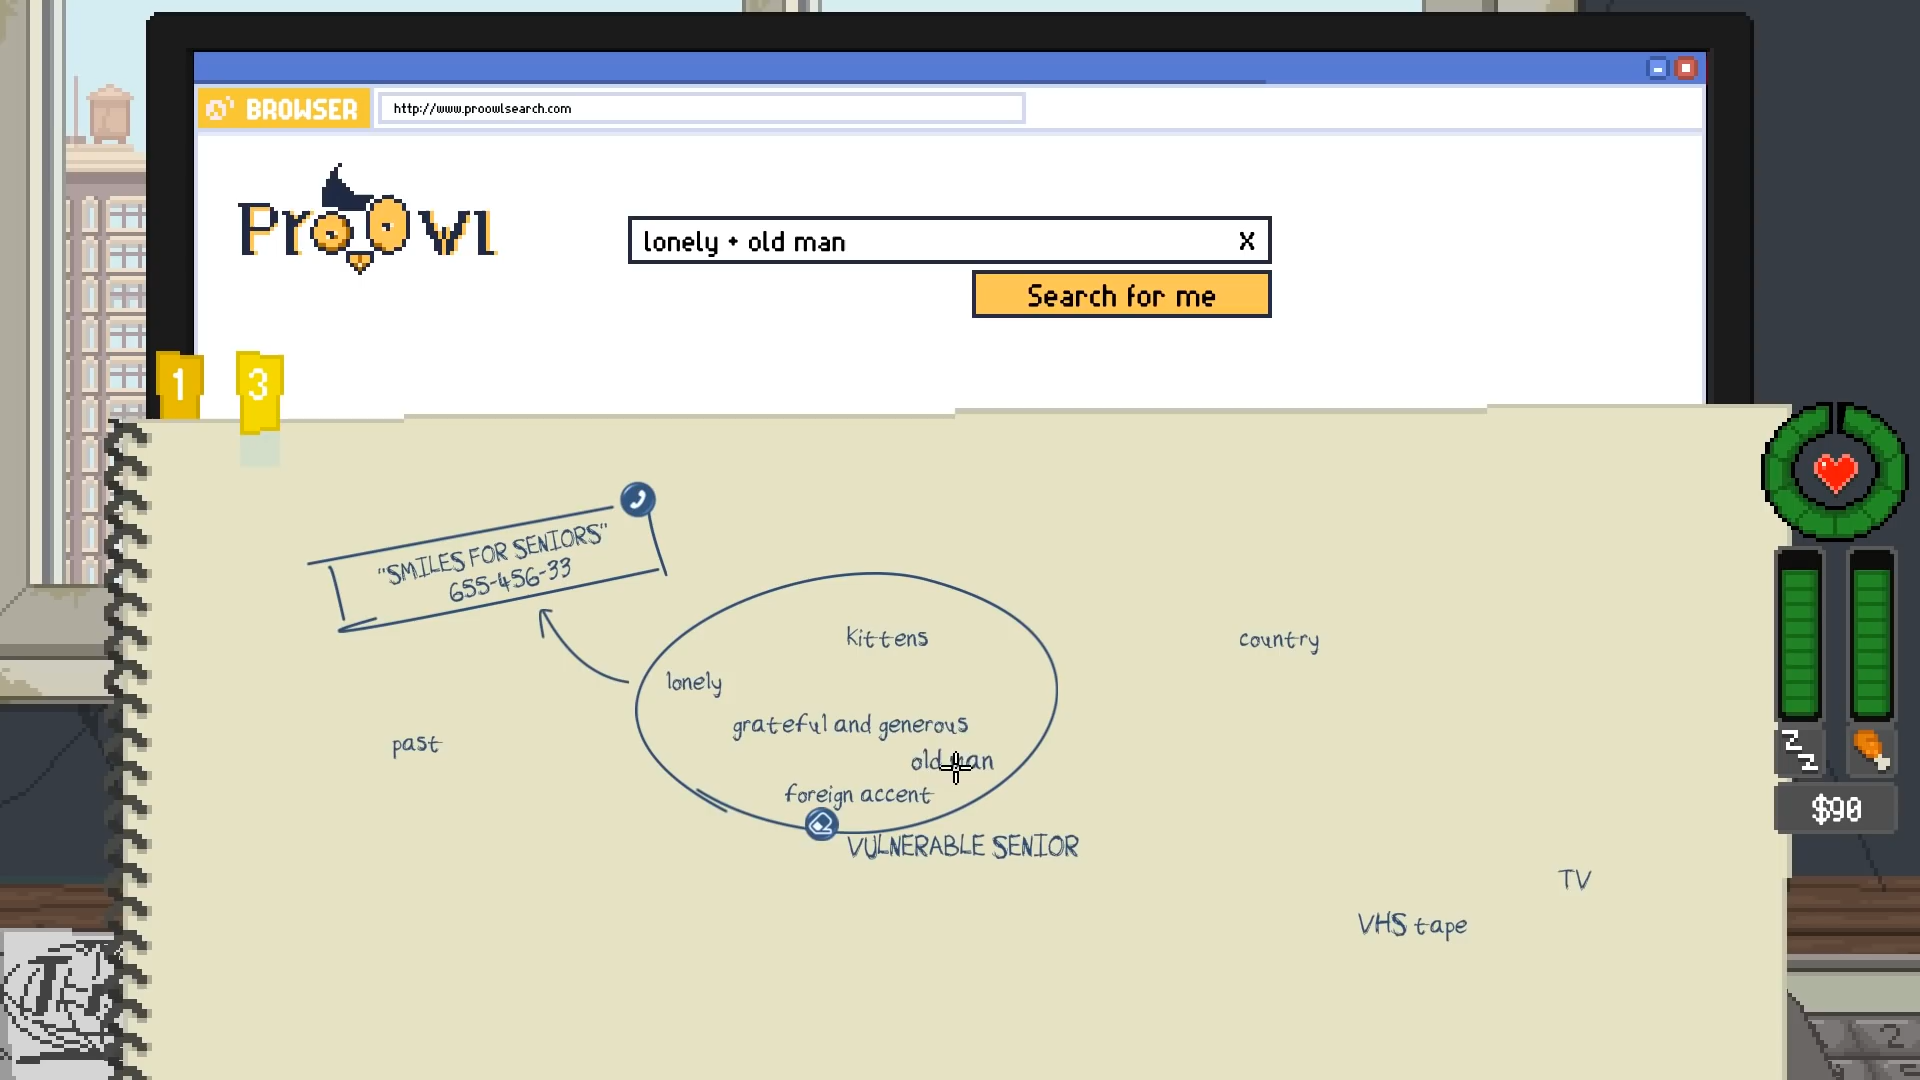 BROWSER
http://www.proowlsearch.com
PrOOwl
lonely + old man
X
Search for me
1
3
"SMILES FOR SENIORS"
655-456-33
Kittens
country
lonely
grateful and generous
past
old man
foreign accent
VULNERABLE SENIOR
$90
TV
VHS tape
2